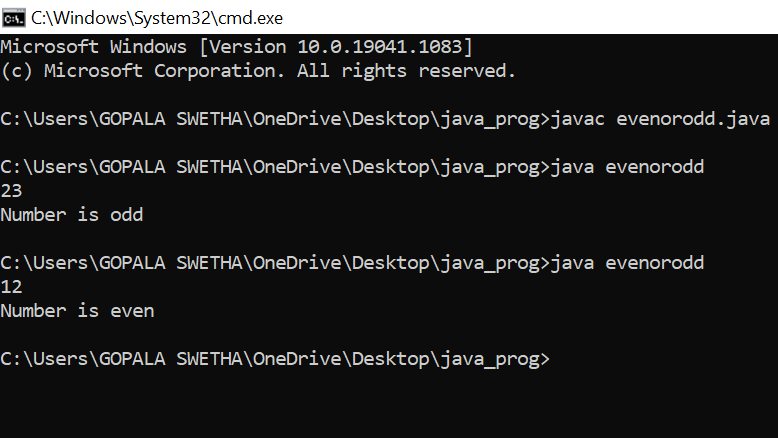 C:\Windows\System32\cmd.exe
Microsoft Windows [Version 10.0.19041.1083]
(c) Microsoft Corporation. All rights reserved.
C:\Users\GOPALA SWETHA\OneDrive\Desktop\java_prog>javac evenorodd.java
C:\Users\GOPALA SWETHA\OneDrive\Desktop\java_prog>java evenorodd
23
Number is odd
C:\Users\GOPALA SWETHA\OneDrive\Desktop\java_prog>java evenorodd
12
Number is even
C:\Users\GOPALA SWETHA\OneDrive\Desktop\java_prog>